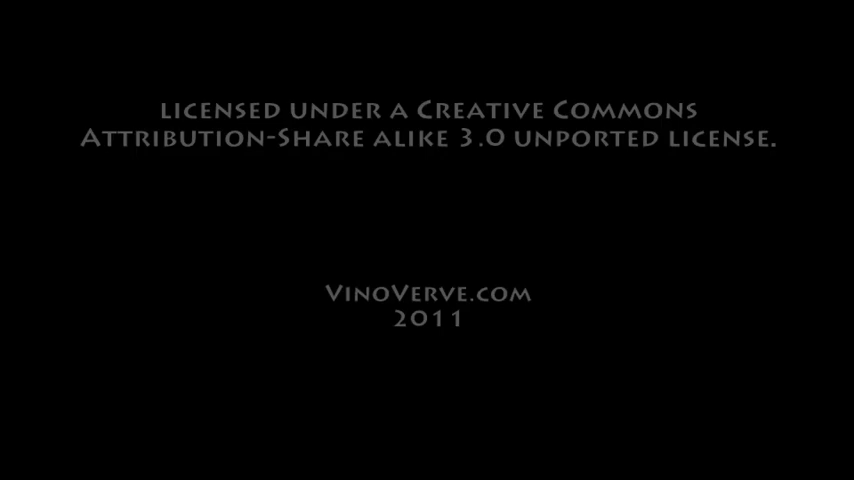 licensed under a Creative Commons
Attribution-Share alike 3.0 unported license.
VinoVerve.com
2011